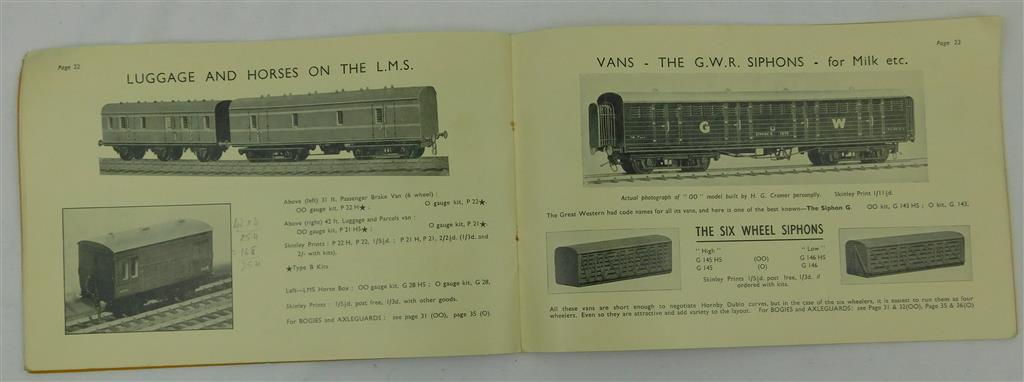 Page 22
LUGGAGE AND HORSES ON THE L.M.S.
Above (left) 31 ft. Passenger Brake Van (6 wheel) :
OO gauge kit, P 22 H★ ; O gauge kit, P 22★.
Above (right) 42 ft. Luggage and Parcels van :
OO gauge kit, P 21 HS★ ; O gauge kit, P 21★.
Skinley Prints : P 22 H, P 22, 1/5½d. ; P 21 H, P 21, 2/2½d. (1/3d. and
2/- with kits).
★Type B Kits
Left—LMS Horse Box : OO gauge kit, G 28 HS ; O gauge kit, G 28,
Skinley Prints : 1/5½d. post free, 1/3d. with other goods.
For BOGIES and AXLEGUARDS : see page 31 (OO), page 35 (O).
Page 23
VANS - THE G.W.R. SIPHONS - for Milk etc.
G W
Actual photograph of "OO" model built by H. G. Cramer personally. Skinley Print 1/11½d.
The Great Western had code names for all its vans, and here is one of the best known—The Siphon G. OO kit, G 143 HS ; O kit, G. 143.
THE SIX WHEEL SIPHONS
"High" "Low"
G 145 HS (OO) G 146 HS
G 145 (O) G 146
Skinley Prints 1/5½d. post free, 1/3d. if
ordered with kits.
All these vans are short enough to negotiate Hornby Dublo curves, but in the case of the six wheelers, it is easiest to run them as four
wheelers. Even so they are attractive and add variety to the layout. For BOGIES and AXLEGUARDS: see Page 31 & 32(OO), Page 35 & 36(O).